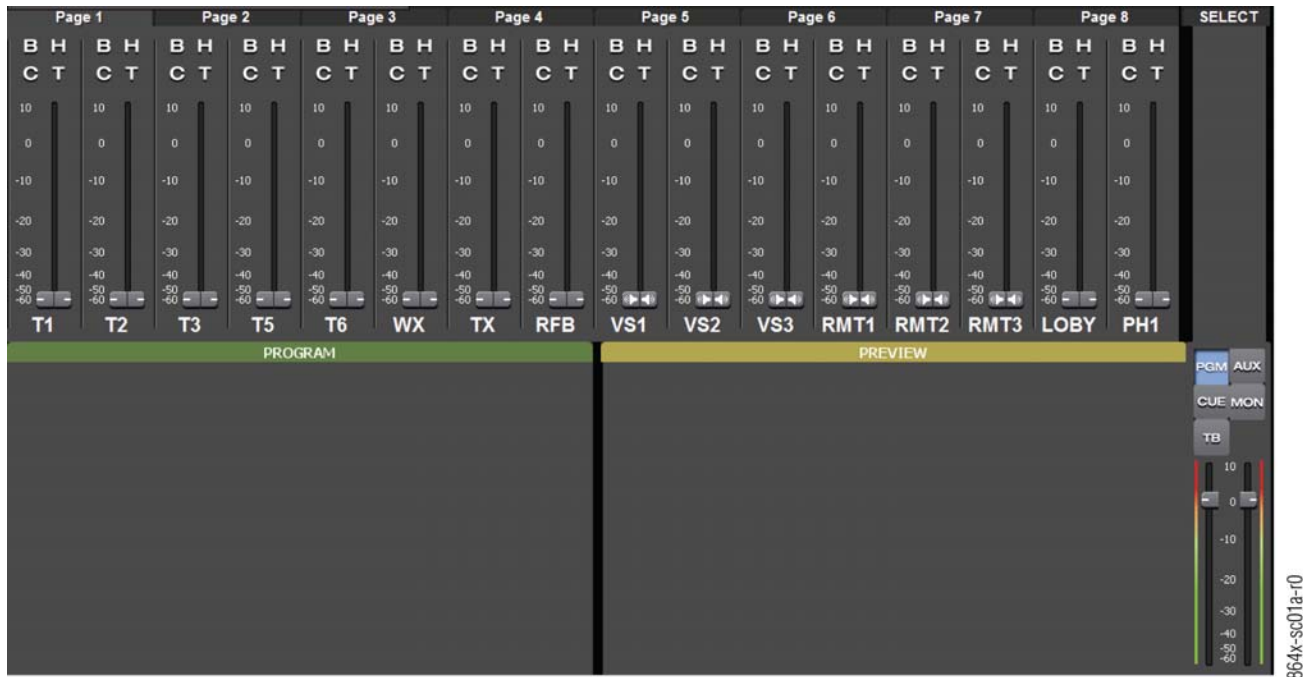 Page 1 Page 2 Page 3 Page 4 Page 5 Page 6 Page 7 Page 8 SELECT
B H B H B H B H B H B H B H B H B H B H B H B H B H B H B H B H
C T C T C T C T C T C T C T C T C T C T C T C T C T C T C T C T
10 10 10 10 10 10 10 10 10 10 10 10 10 10 10 10
0 0 0 0 0 0 0 0 0 0 0 0 0 0 0 0
-10 -10 -10 -10 -10 -10 -10 -10 -10 -10 -10 -10 -10 -10 -10 -10
-20 -20 -20 -20 -20 -20 -20 -20 -20 -20 -20 -20 -20 -20 -20 -20
-30 -30 -30 -30 -30 -30 -30 -30 -30 -30 -30 -30 -30 -30 -30 -30
-40 -40 -40 -40 -40 -40 -40 -40 -40 -40 -40 -40 -40 -40 -40 -40
-50 -50 -50 -50 -50 -50 -50 -50 -50 -50 -50 -50 -50 -50 -50 -50
-60 -60 -60 -60 -60 -60 -60 -60 -60 -60 -60 -60 -60 -60 -60 -60
T1 T2 T3 T5 T6 WX TX RFB VS1 VS2 VS3 RMT1 RMT2 RMT3 LOBY PH1
PROGRAM PREVIEW
PGM AUX
CUE MON
TB
10
0
-10
-20
-30
-40
-50
-60
864x-sc01a-r0